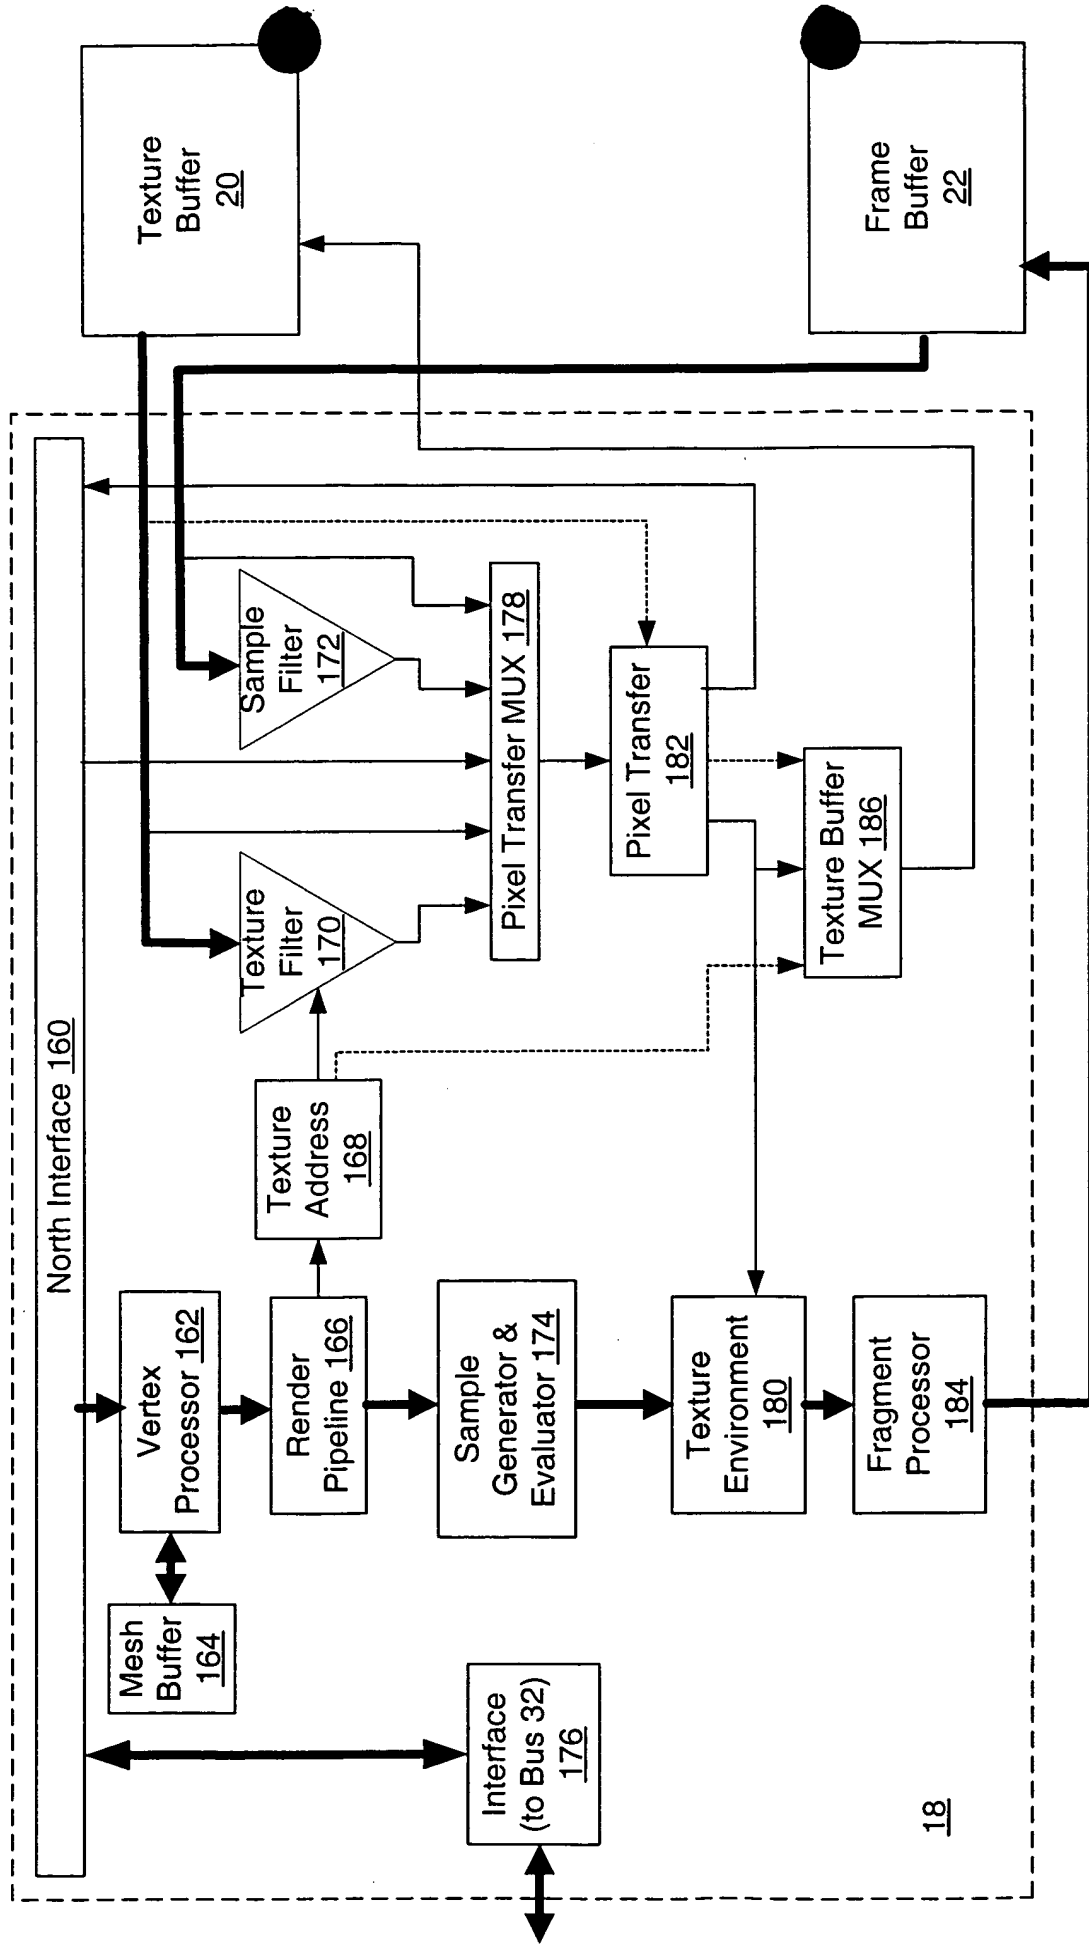 North Interface 160
Mesh
Buffer
164
Vertex
Processor 162
Render
Pipeline 166
Texture
Address
168
Texture
Filter
170
Sample
Filter
172
Texture
Buffer
20
Interface
(to Bus 32)
176
Sample
Generator &
Evaluator 174
Pixel Transfer MUX 178
Texture
Environment
180
Pixel Transfer
182
Fragment
Processor
184
Texture Buffer
MUX 186
Frame
Buffer
22
18